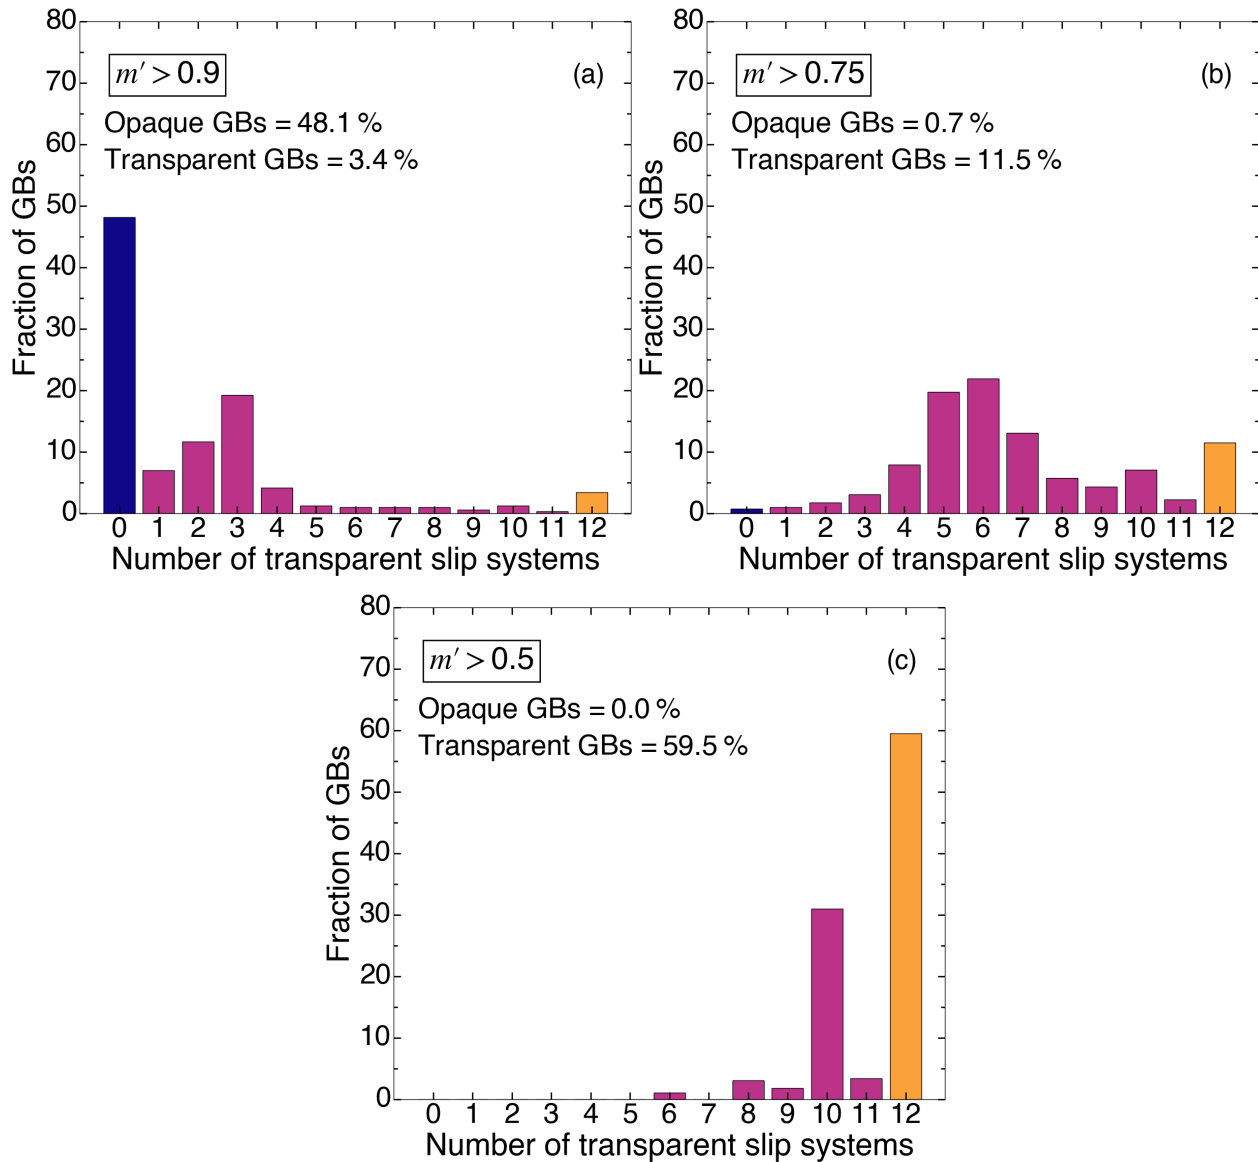 80
70
60
50
40
30
20
10
0
Fraction of GBs
m′ > 0.9
(a)
Opaque GBs = 48.1 %
Transparent GBs = 3.4 %
0 1 2 3 4 5 6 7 8 9 10 11 12
Number of transparent slip systems
80
70
60
50
40
30
20
10
0
Fraction of GBs
m′ > 0.75
(b)
Opaque GBs = 0.7 %
Transparent GBs = 11.5 %
0 1 2 3 4 5 6 7 8 9 10 11 12
Number of transparent slip systems
80
70
60
50
40
30
20
10
0
Fraction of GBs
m′ > 0.5
(c)
Opaque GBs = 0.0 %
Transparent GBs = 59.5 %
0 1 2 3 4 5 6 7 8 9 10 11 12
Number of transparent slip systems